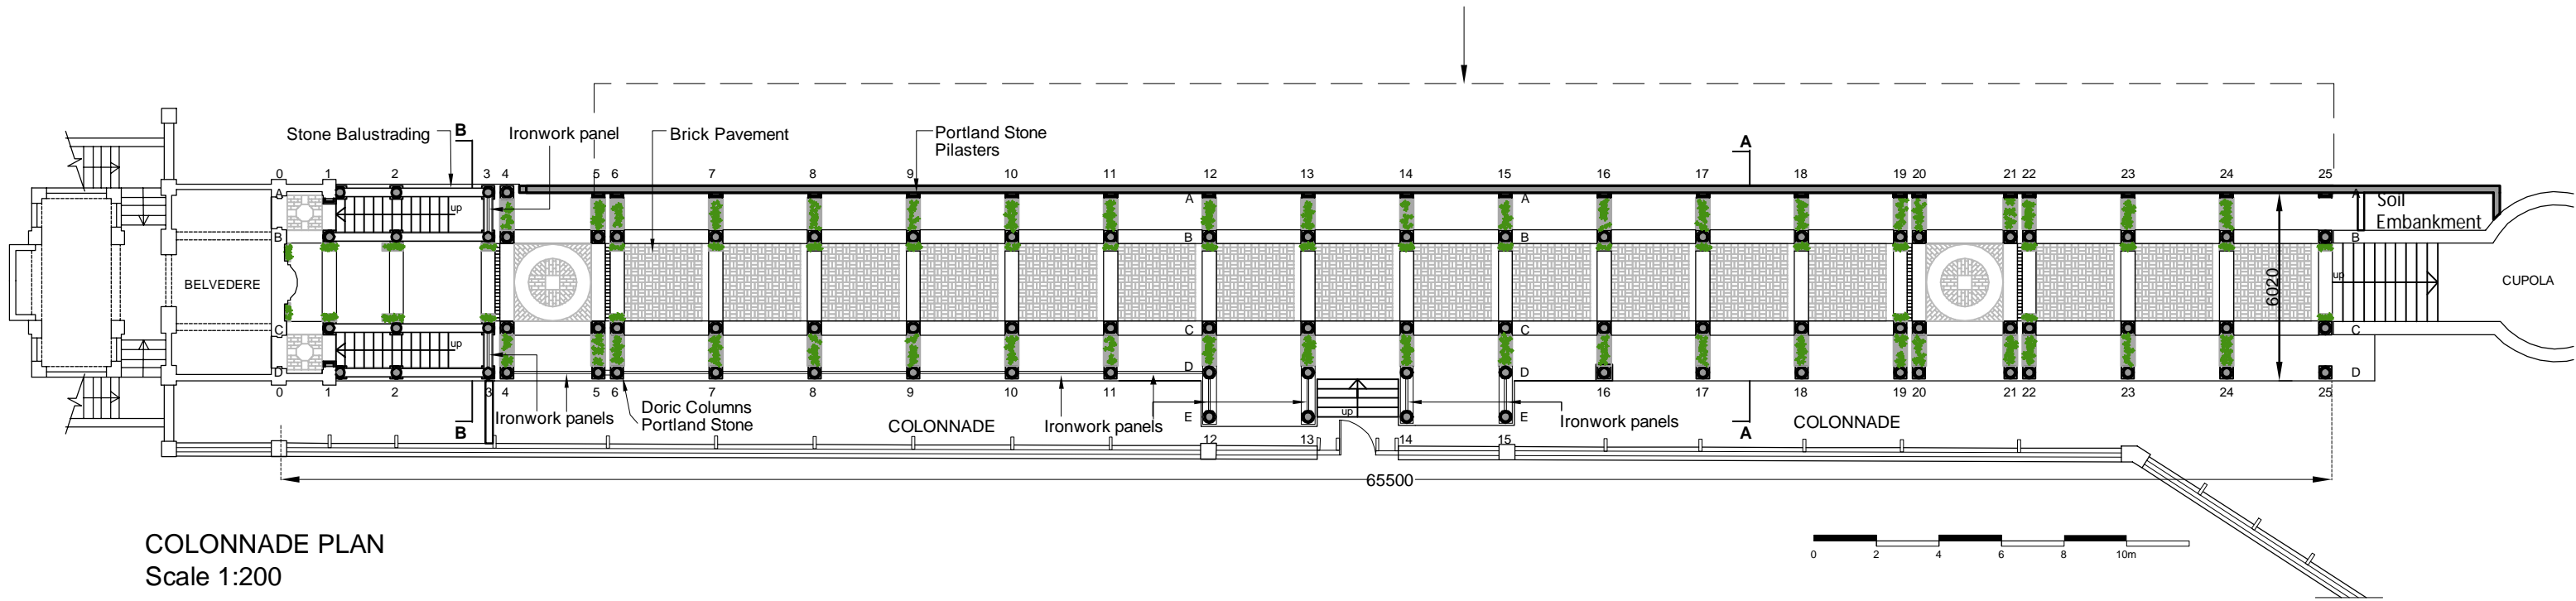 Stone Balustrading
B
Ironwork panel
Brick Pavement
Portland Stone
Pilasters
A
0 1 2 3 4 5 6 7 8 9 10 11 12 13 14 15 16 17 18 19 20 21 22 23 24 25
A A A A
up
Soil
Embankment
B B B B
BELVEDERE
up
6020
CUPOLA
C C C C
up
D D D D
0 1 2 3 4 5 6 7 8 9 10 11 16 17 18 19 20 21 22 23 24 25
Ironwork panels
Doric Columns
Portland Stone
COLONNADE
Ironwork panels
E
up
E
Ironwork panels
COLONNADE
B
A
12 13 14 15
65500
COLONNADE PLAN
Scale 1:200
0 2 4 6 8 10m